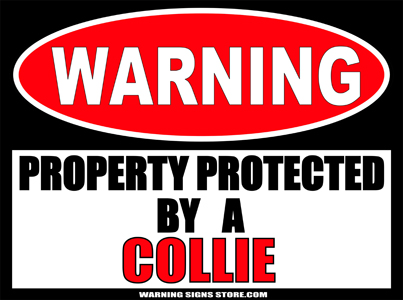 WARNING
PROPERTY PROTECTED
BY A
COLLIE
WARNING SIGNS STORE.COM